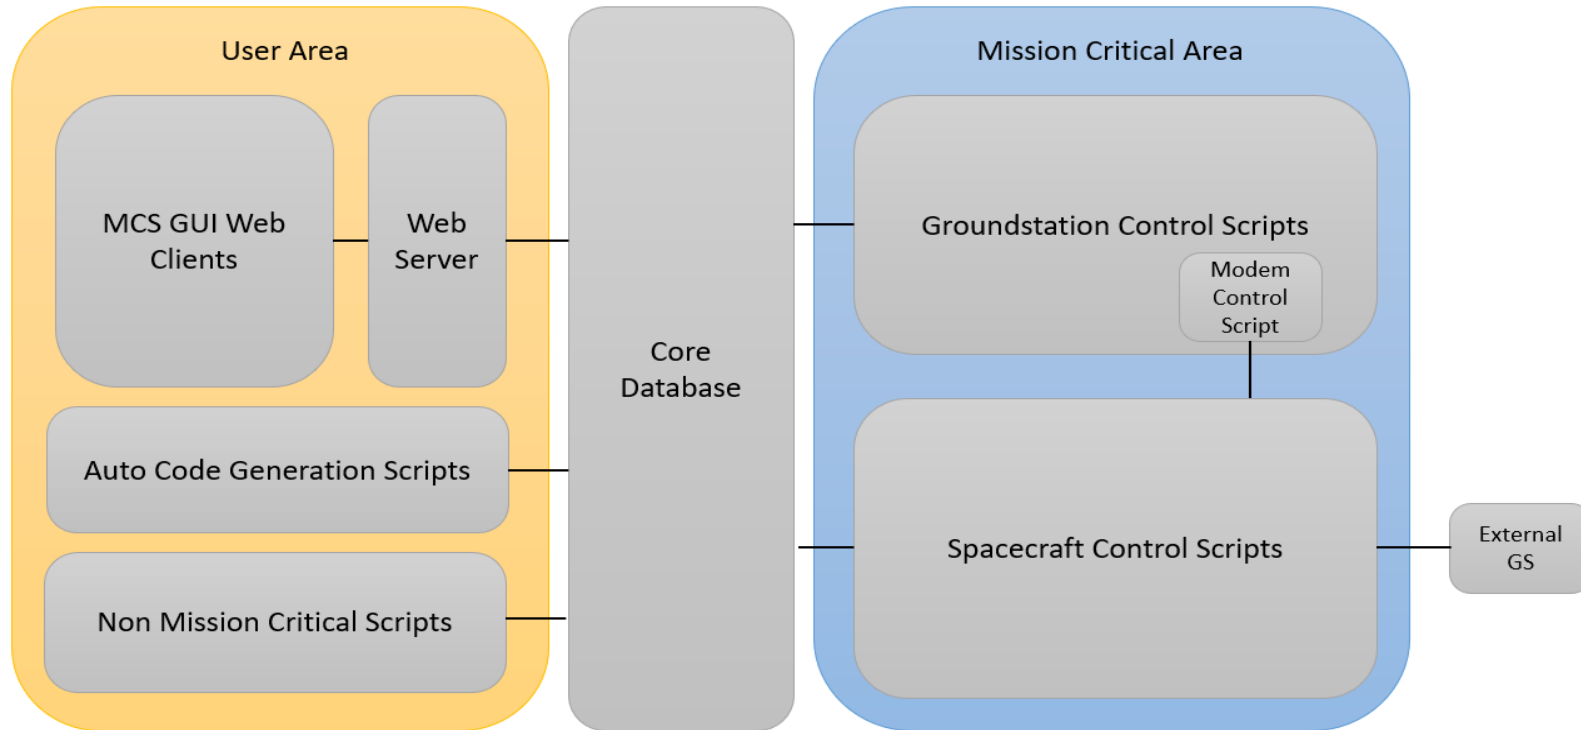 User Area
MCS GUI Web
Clients
Web
Server
Auto Code Generation Scripts
Non Mission Critical Scripts
Core
Database
Mission Critical Area
Groundstation Control Scripts
Modem
Control
Script
Spacecraft Control Scripts
External
GS